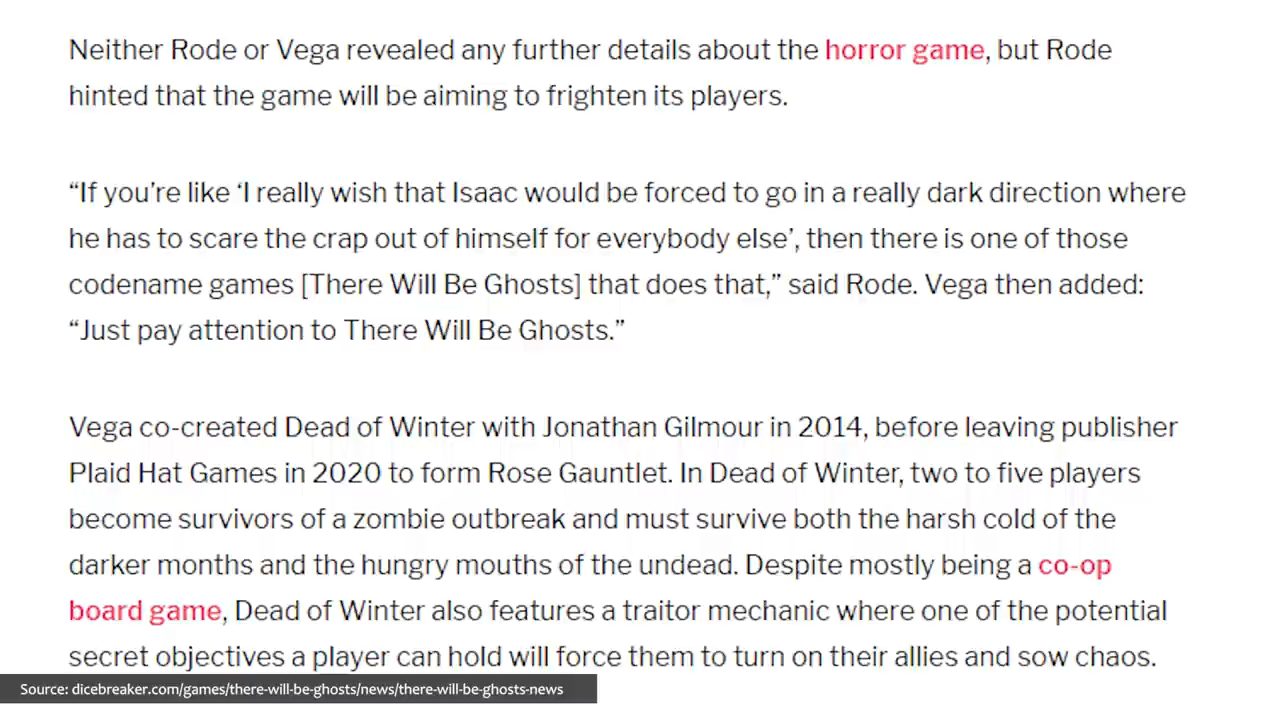 Neither Rode or Vega revealed any further details about the horror game, but Rode
hinted that the game will be aiming to frighten its players.
“If you’re like ‘I really wish that Isaac would be forced to go in a really dark direction where
he has to scare the crap out of himself for everybody else’, then there is one of those
codename games [There Will Be Ghosts] that does that,” said Rode. Vega then added:
“Just pay attention to There Will Be Ghosts.”
Vega co-created Dead of Winter with Jonathan Gilmour in 2014, before leaving publisher
Plaid Hat Games in 2020 to form Rose Gauntlet. In Dead of Winter, two to five players
become survivors of a zombie outbreak and must survive both the harsh cold of the
darker months and the hungry mouths of the undead. Despite mostly being a co-op
board game, Dead of Winter also features a traitor mechanic where one of the potential
secret objectives a player can hold will force them to turn on their allies and sow chaos.
Source: dicebreaker.com/games/there-will-be-ghosts/news/there-will-be-ghosts-news